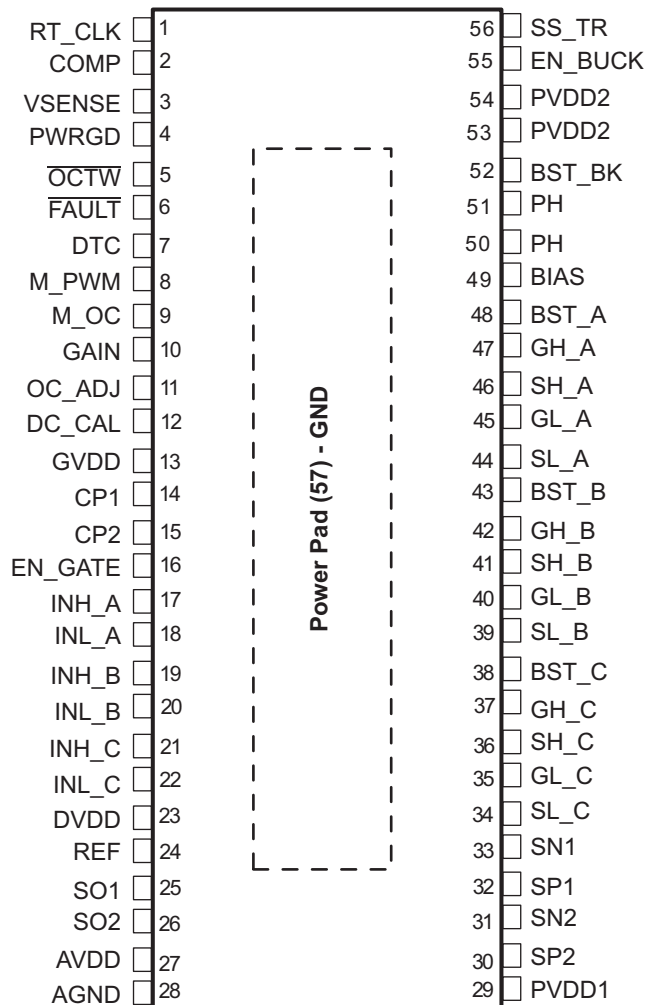 RT_CLK 1
COMP 2
VSENSE 3
PWRGD 4
OCTW 5
FAULT 6
DTC 7
M_PWM 8
M_OC 9
GAIN 10
OC_ADJ 11
DC_CAL 12
GVDD 13
CP1 14
CP2 15
EN_GATE 16
INH_A 17
INL_A 18
INH_B 19
INL_B 20
INH_C 21
INL_C 22
DVDD 23
REF 24
SO1 25
SO2 26
AVDD 27
AGND 28
Power Pad (57) - GND
56 SS_TR
55 EN_BUCK
54 PVDD2
53 PVDD2
52 BST_BK
51 PH
50 PH
49 BIAS
48 BST_A
47 GH_A
46 SH_A
45 GL_A
44 SL_A
43 BST_B
42 GH_B
41 SH_B
40 GL_B
39 SL_B
38 BST_C
37 GH_C
36 SH_C
35 GL_C
34 SL_C
33 SN1
32 SP1
31 SN2
30 SP2
29 PVDD1